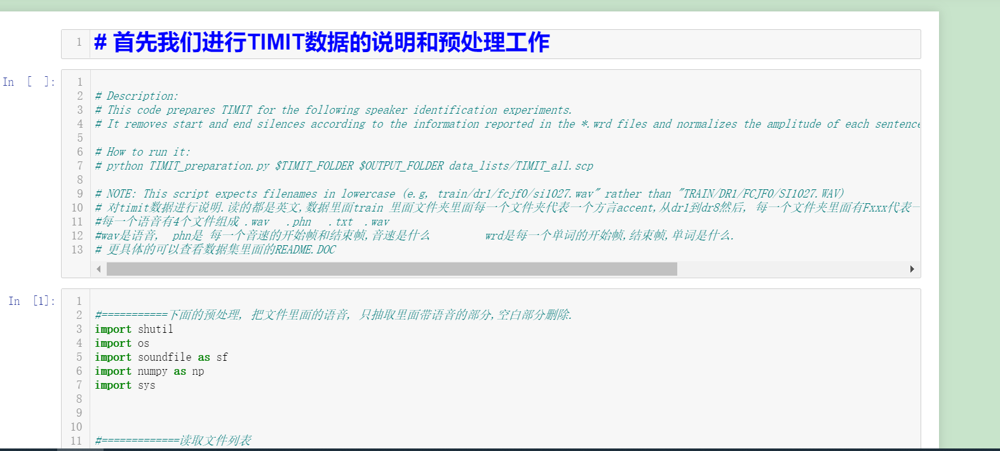 1 # 首先我们进行TIMIT数据的说明和预处理工作
In [ ]:
1
2 # Description:
3 # This code prepares TIMIT for the following speaker identification experiments.
4 # It removes start and end silences according to the information reported in the *.wrd files and normalizes the amplitude of each sentence
5
6 # How to run it:
7 # python TIMIT_preparation.py $TIMIT_FOLDER $OUTPUT_FOLDER data_lists/TIMIT_all.scp
8
9 # NOTE: This script expects filenames in lowercase (e.g, train/dr1/fcjf0/si1027.wav" rather than "TRAIN/DR1/FCJF0/SI1027.WAV)
10 # 对timit数据进行说明.读的都是英文,数据里面train 里面文件夹里面每一个文件夹代表一个方言accent,从dr1到dr8然后, 每一个文件夹里面有Fxxx代表一
11 #每一个语音有4个文件组成 .wav .phn .txt .wav
12 #wav是语音, phn是 每一个音速的开始帧和结束帧,音速是什么 wrd是每一个单词的开始帧,结束帧,单词是什么.
13 # 更具体的可以查看数据集里面的README.DOC
In [1]:
1
2 #===========下面的预处理, 把文件里面的语音, 只抽取里面带语音的部分,空白部分删除.
3 import shutil
4 import os
5 import soundfile as sf
6 import numpy as np
7 import sys
8
9
10
11 #=============读取文件列表